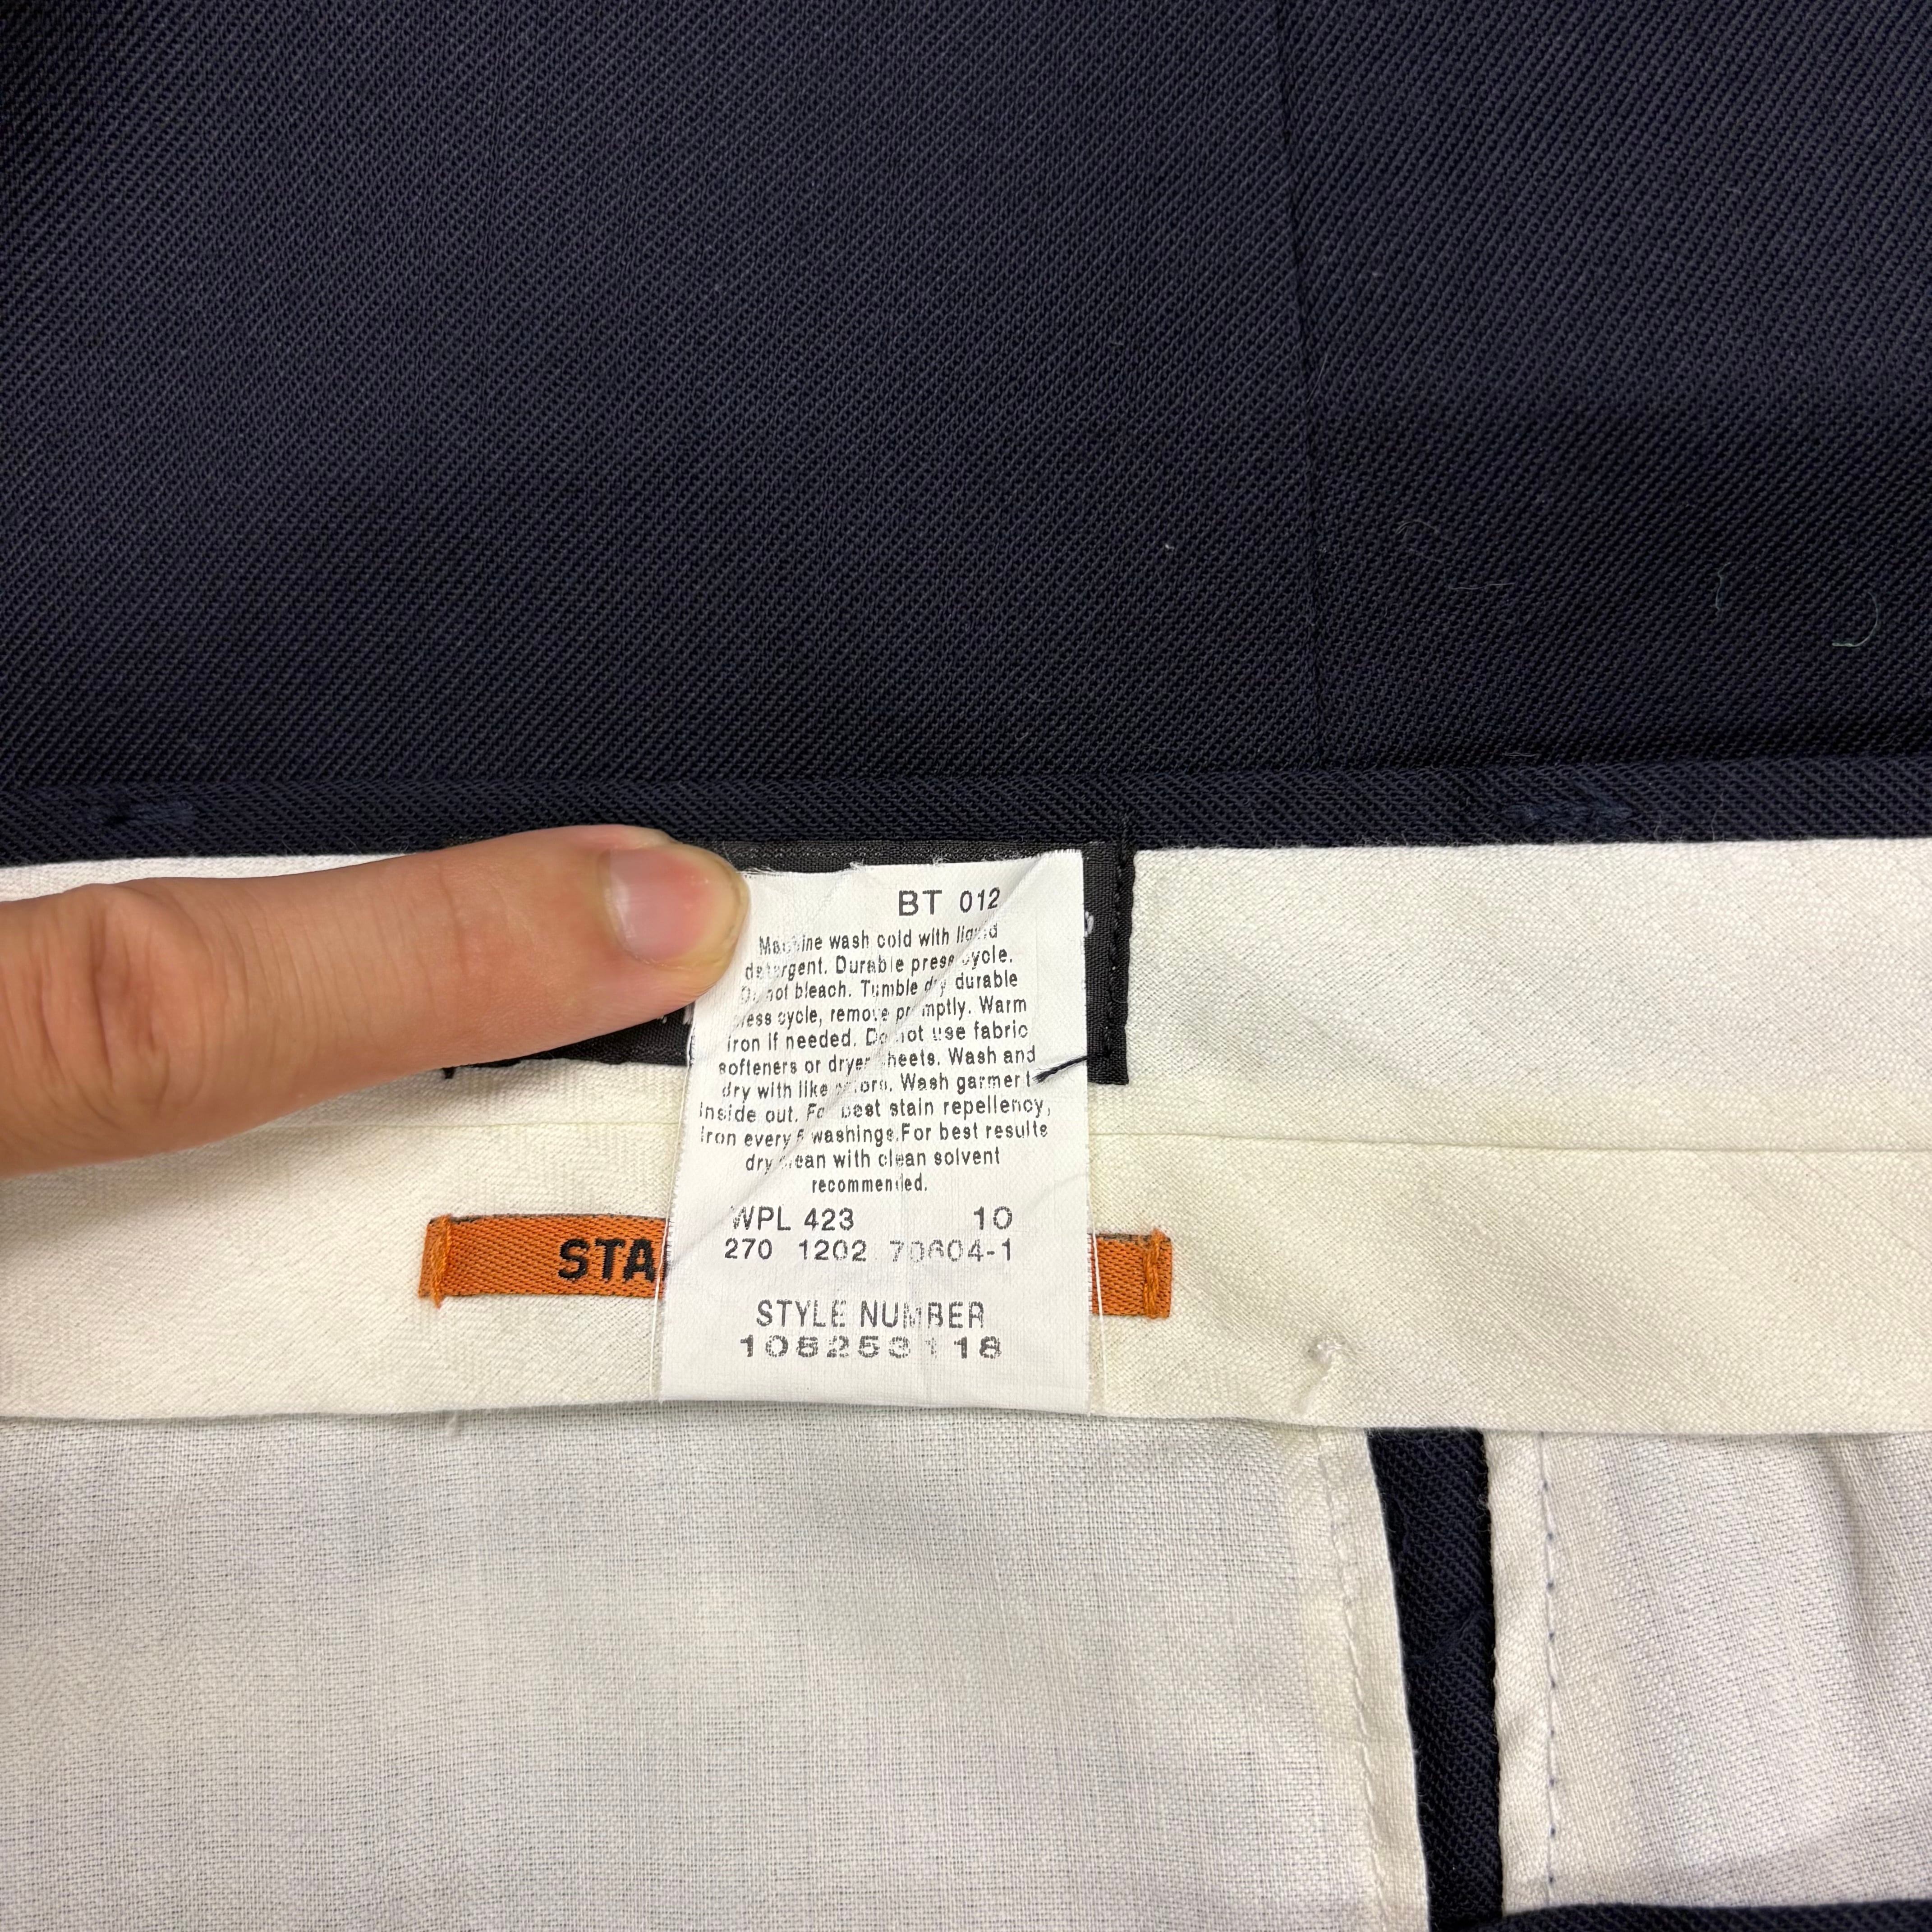 BT 012
Machine wash cold with liquid
detergent. Durable press cycle.
Do not bleach. Tumble dry durable
press cycle, remove promptly. Warm
iron if needed. Do not use fabric
softeners or dryer sheets. Wash and
dry with like colors. Wash garment
inside out. For best stain repellency,
iron every 5 washings.For best results
dry clean with clean solvent
recommended.
WPL 423 10
270 1202 70604-1
STA
STYLE NUMBER